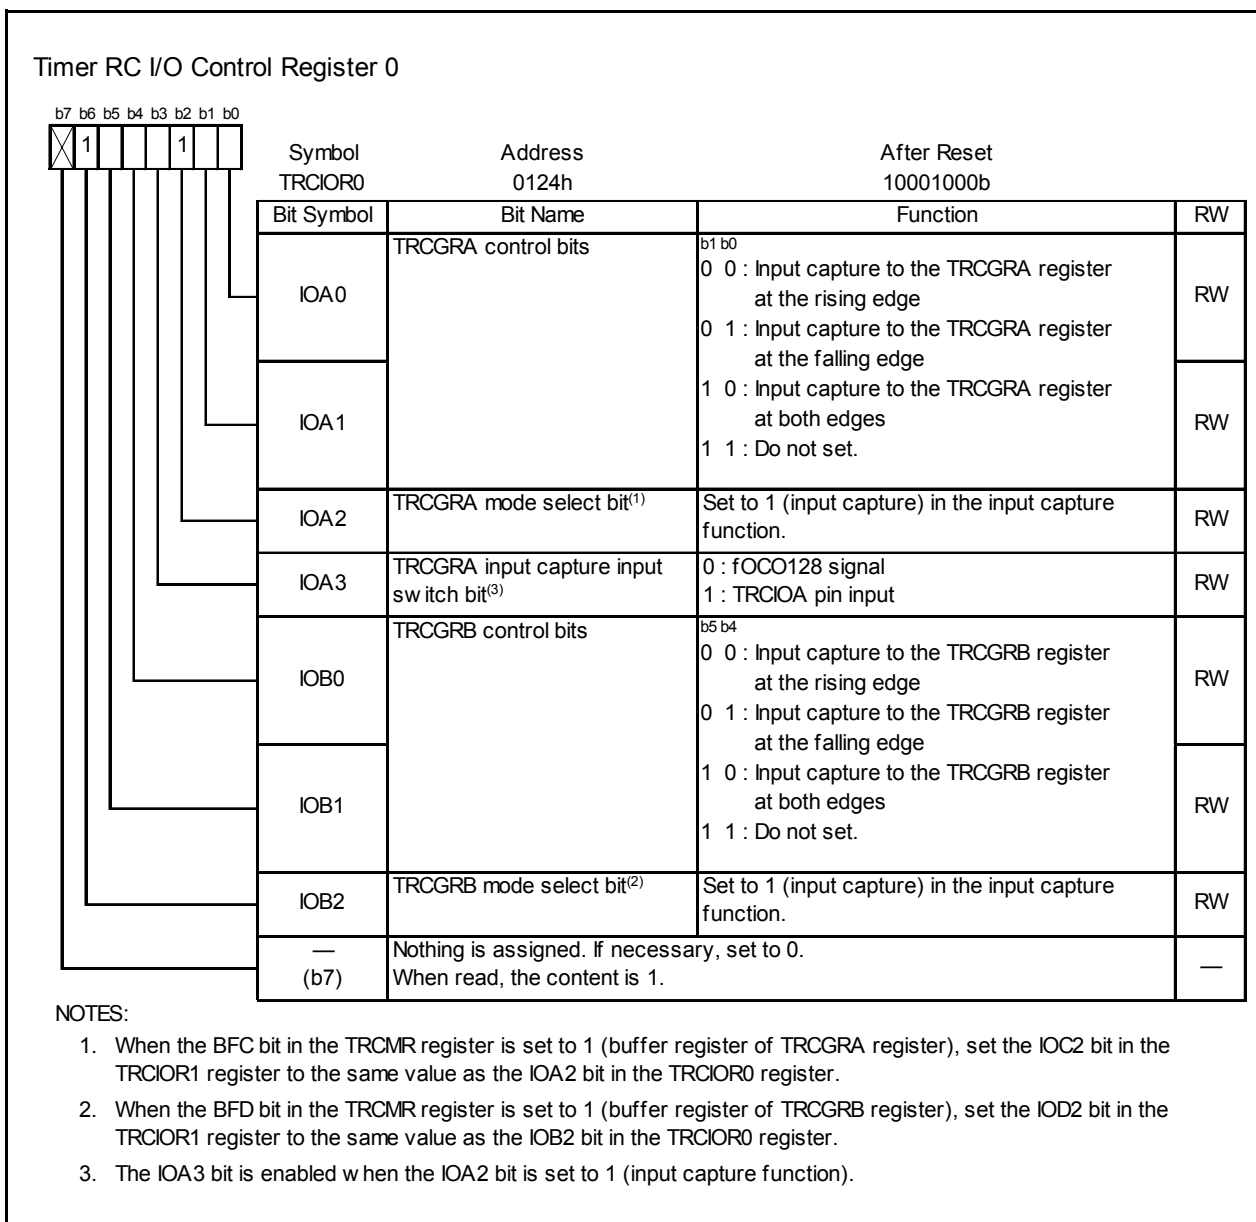 Timer RC I/O Control Register 0
b7 b6 b5 b4 b3 b2 b1 b0
1 1
Symbol Address After Reset
TRCIOR0 0124h 10001000b
Bit Symbol Bit Name Function RW
TRCGRA control bits
b1 b0
0 0 : Input capture to the TRCGRA register
at the rising edge
IOA0 RW
0 1 : Input capture to the TRCGRA register
at the falling edge
1 0 : Input capture to the TRCGRA register
at both edges
IOA1 RW
1 1 : Do not set.
IOA2 TRCGRA mode select bit(1) Set to 1 (input capture) in the input capture RW
function.
IOA3 TRCGRA input capture input 0 : fOCO128 signal RW
switch bit(3) 1 : TRCIOA pin input
TRCGRB control bits
b5 b4
0 0 : Input capture to the TRCGRB register
at the rising edge
IOB0 RW
0 1 : Input capture to the TRCGRB register
at the falling edge
1 0 : Input capture to the TRCGRB register
at both edges
IOB1 RW
1 1 : Do not set.
IOB2 TRCGRB mode select bit(2) Set to 1 (input capture) in the input capture RW
function.
— Nothing is assigned. If necessary, set to 0. —
(b7) When read, the content is 1.
NOTES:
1. When the BFC bit in the TRCMR register is set to 1 (buffer register of TRCGRA register), set the IOC2 bit in the
TRCIOR1 register to the same value as the IOA2 bit in the TRCIOR0 register.
2. When the BFD bit in the TRCMR register is set to 1 (buffer register of TRCGRB register), set the IOD2 bit in the
TRCIOR1 register to the same value as the IOB2 bit in the TRCIOR0 register.
3. The IOA3 bit is enabled when the IOA2 bit is set to 1 (input capture function).